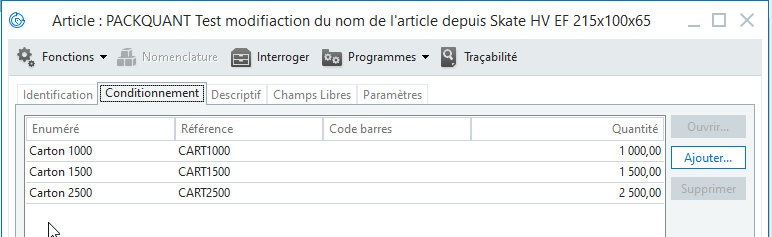 Article : PACKQUANT Test modifiaction du nom de l'article depuis Skate HV EF 215x100x65
Fonctions Nomenclature Interroger Programmes Traçabilité
Identification Conditionnement Descriptif Champs Libres Paramètres
Enuméré Référence Code barres Quantité
Carton 1000 CART1000 1 000,00
Carton 1500 CART1500 1 500,00
Carton 2500 CART2500 2 500,00
Ouvrir...
Ajouter...
Supprimer